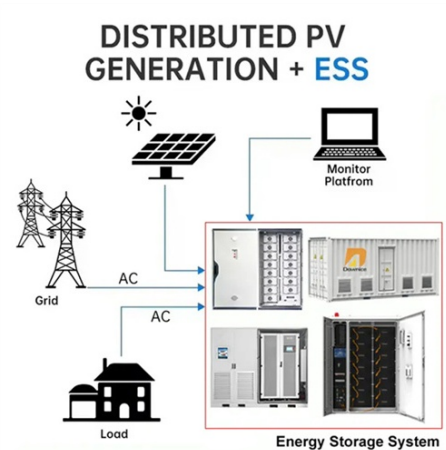 DISTRIBUTED PV
GENERATION + ESS
Monitor
Platfrom
AC
Grid
AC
Load
Energy Storage System